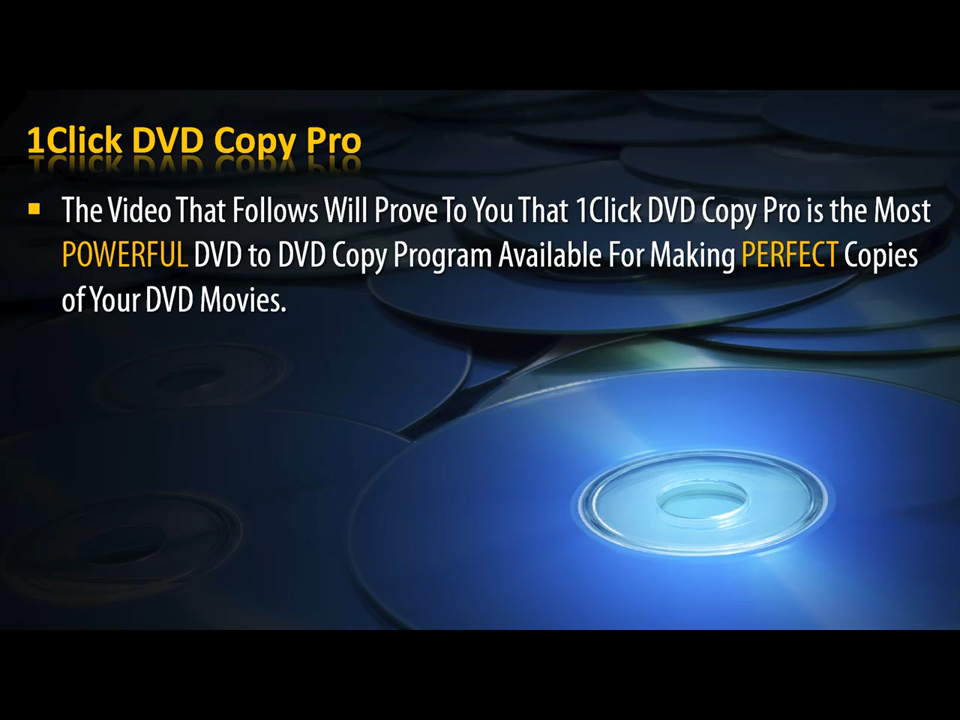 1Click DVD Copy Pro
▪ The Video That Follows Will Prove To You That 1Click DVD Copy Pro is the Most
POWERFUL DVD to DVD Copy Program Available For Making PERFECT Copies
of Your DVD Movies.